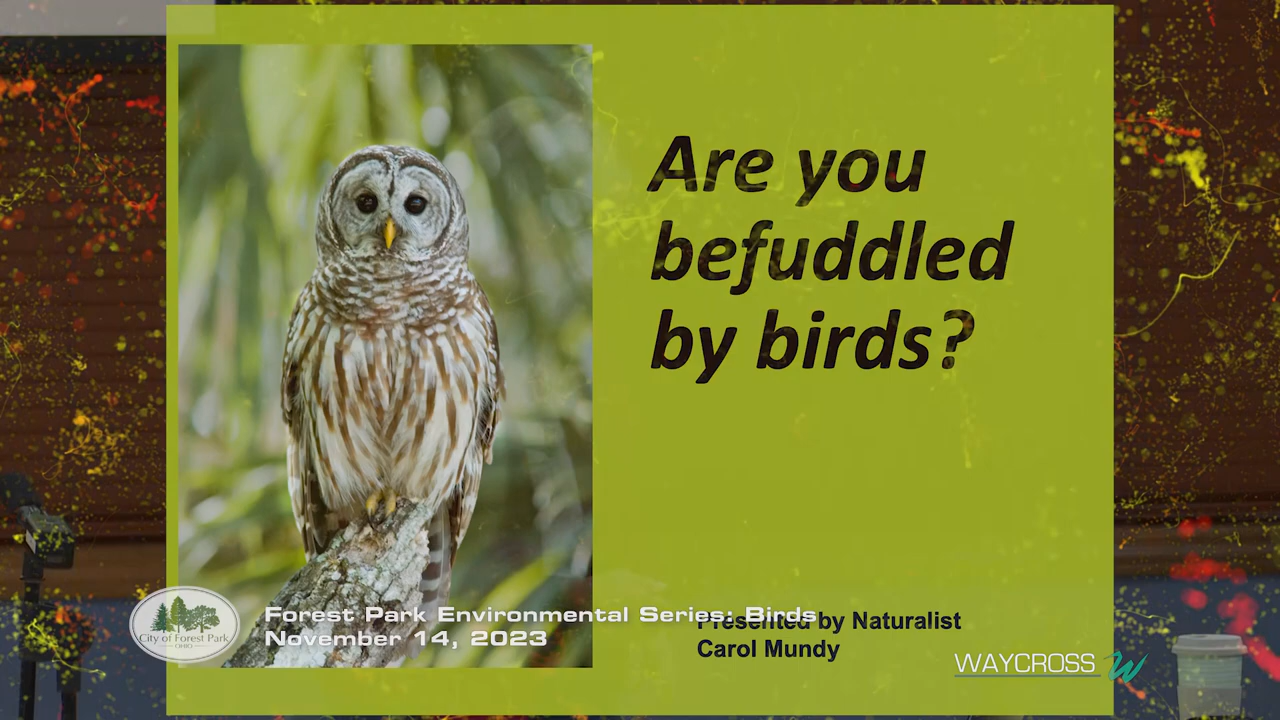 Are you
befuddled
by birds?
Presented by Naturalist
Carol Mundy
Forest Park Environmental Series: Birds
November 14, 2023
City of Forest Park
OHIO
WAYCROSS W